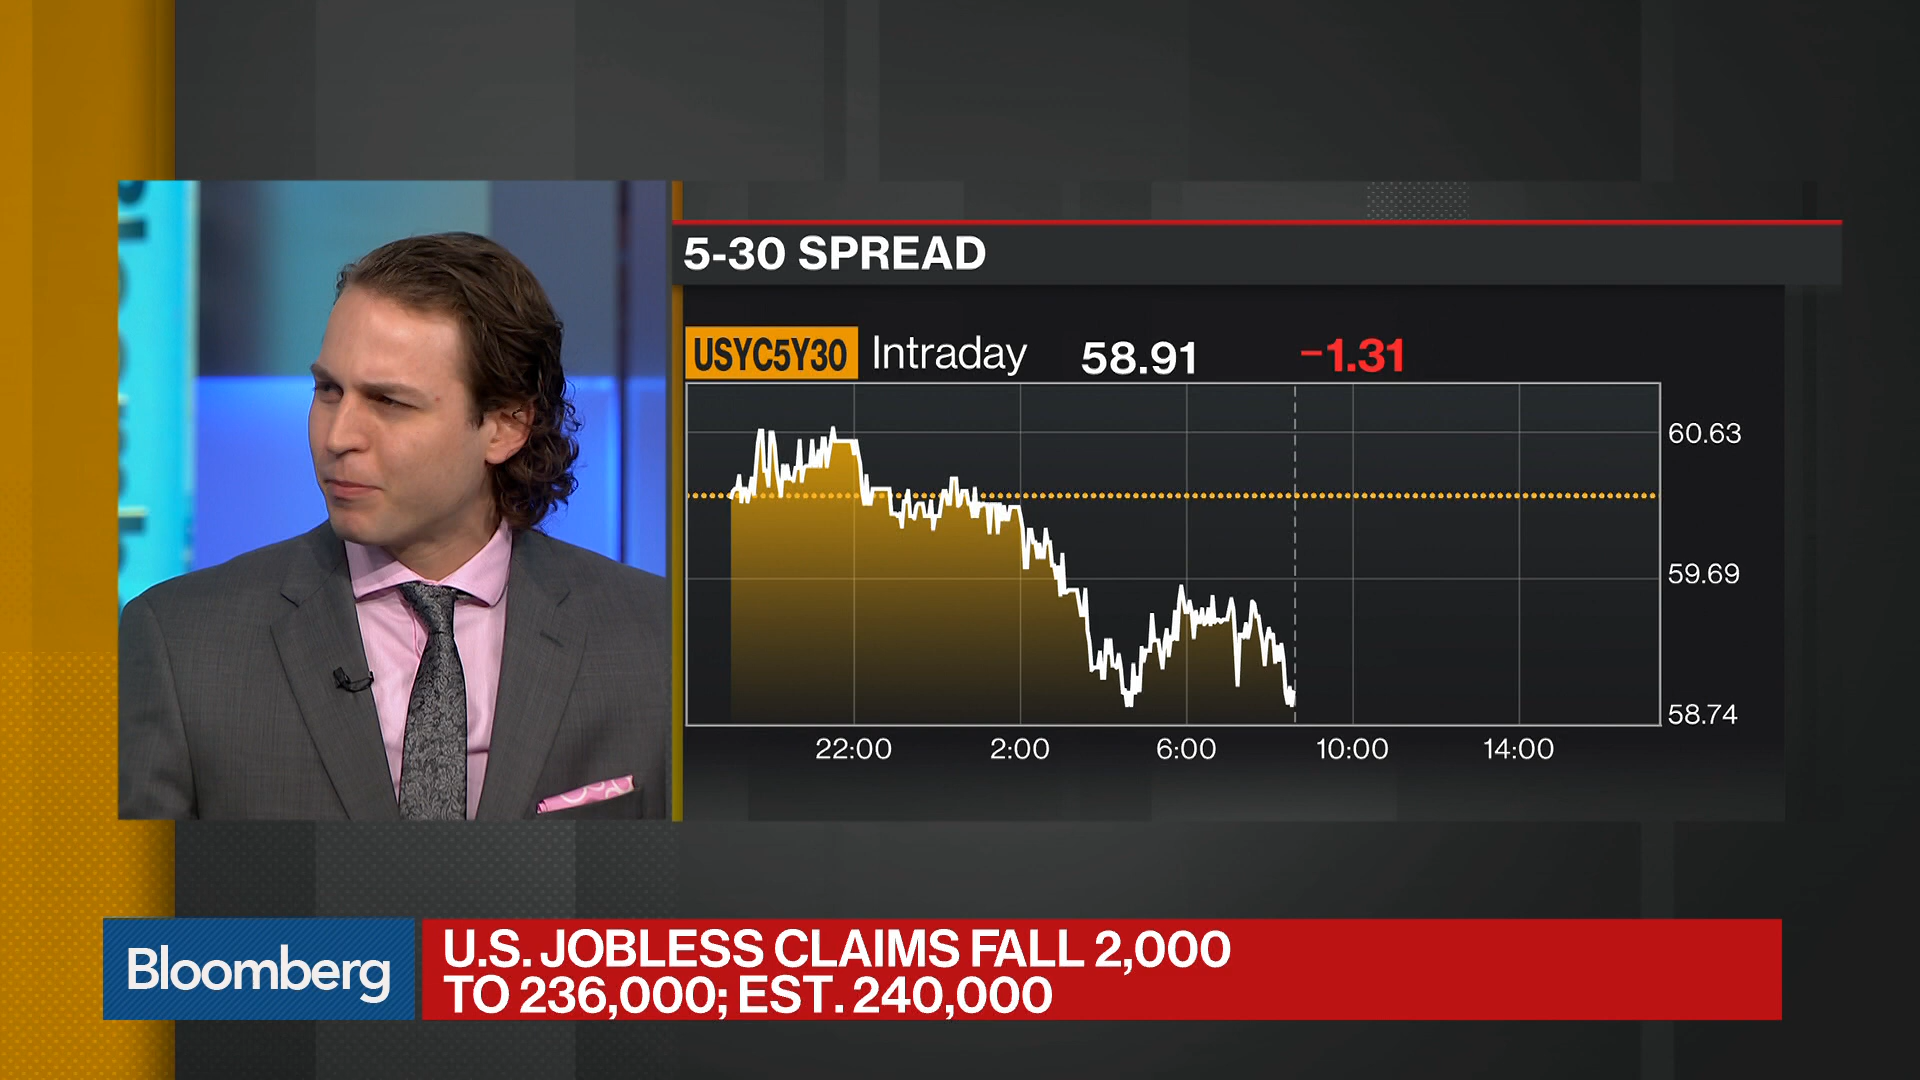 5-30 SPREAD
USYC5Y30 Intraday 58.91 -1.31
60.63
59.69
58.74
22:00 2:00 6:00 10:00 14:00
Bloomberg
U.S. JOBLESS CLAIMS FALL 2,000
TO 236,000; EST. 240,000